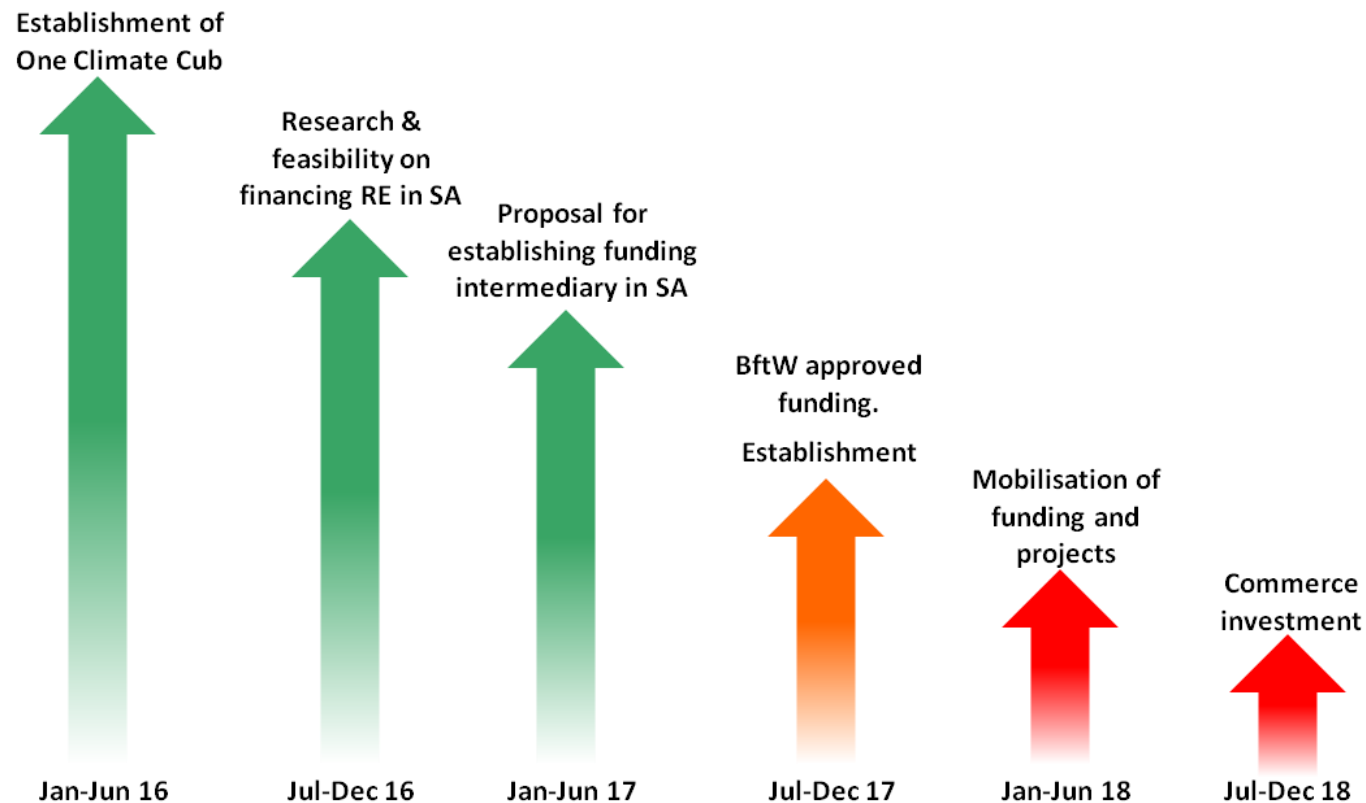 Establishment of
One Climate Cub
Research &
feasibility on
financing RE in SA
Proposal for
establishing funding
intermediary in SA
BftW approved
funding.
Establishment
Mobilisation of
funding and
projects
Commerce
investment
Jan-Jun 16
Jul-Dec 16
Jan-Jun 17
Jul-Dec 17
Jan-Jun 18
Jul-Dec 18